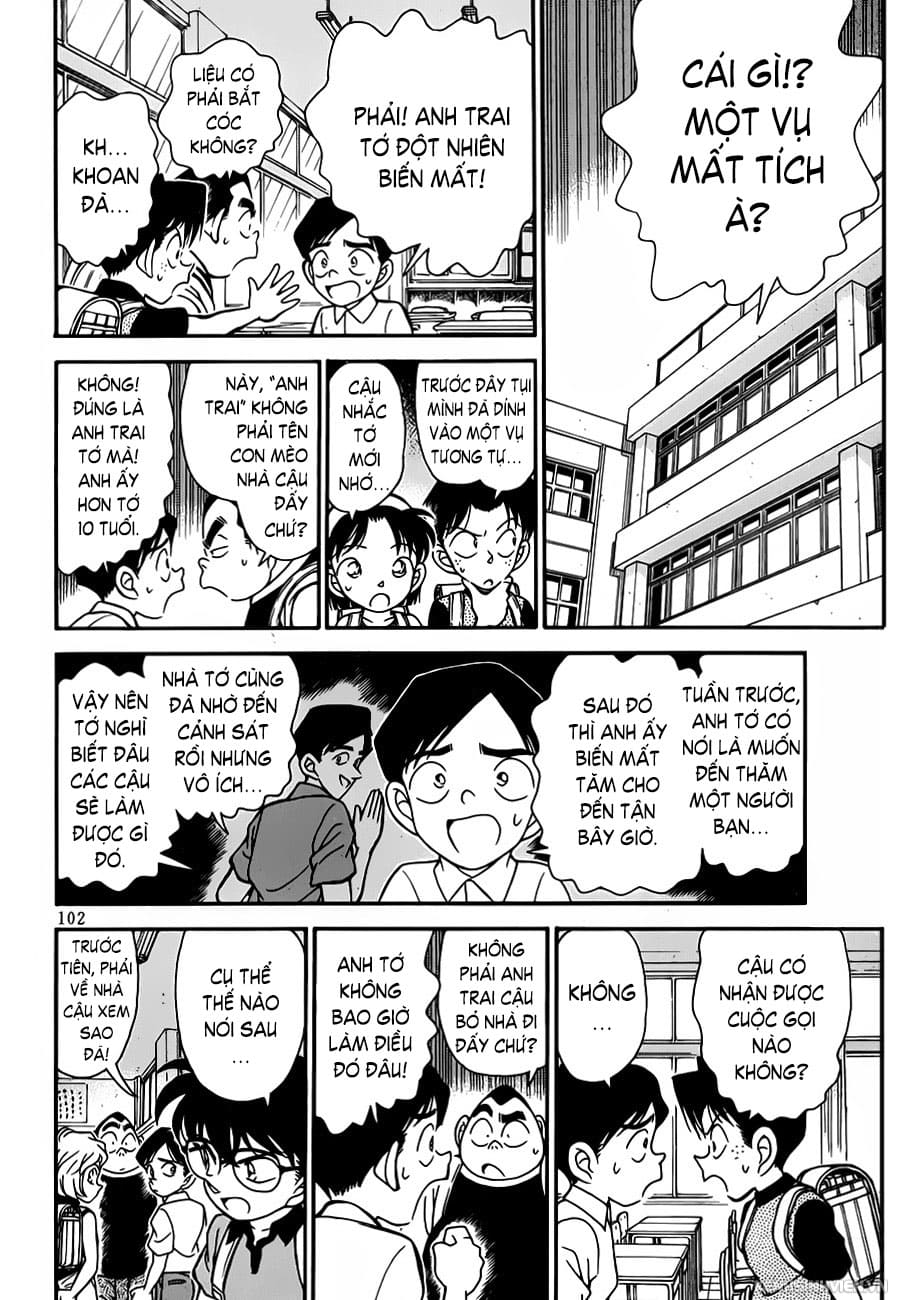 CÁI GÌ!?
MỘT VỤ
MẤT TÍCH
À?
PHẢI! ANH TRAI
TỚ ĐỘT NHIÊN
BIẾN MẤT!
LIỆU CÓ
PHẢI BẮT
CÓC
KHÔNG?
KH...
KHOAN
ĐÀ...
TRƯỚC ĐÂY TỤI
MÌNH ĐÃ DÍNH
VÀO MỘT VỤ
TƯƠNG TỰ...
CẬU
NHẮC
TỚ
MỚI
NHỚ...
NÀY, "ANH
TRAI" KHÔNG
PHẢI TÊN
CON MÈO
NHÀ CẬU
ĐẤY
CHỨ?
KHÔNG!
ĐÚNG LÀ
ANH TRAI
TỚ MÀ!
ANH ẤY
HƠN TỚ
10 TUỔI.
TUẦN TRƯỚC,
ANH TỚ CÓ
NÓI LÀ MUỐN
ĐẾN THĂM
MỘT NGƯỜI
BẠN...
SAU ĐÓ
THÌ ANH ẤY
BIẾN MẤT
TĂM CHO
ĐẾN TẬN
BÂY GIỜ.
NHÀ TỚ CŨNG
ĐÃ NHỜ ĐẾN
CẢNH SÁT
RỒI NHƯNG
VÔ ÍCH...
VẬY NÊN
TỚ NGHĨ
BIẾT ĐÂU
CÁC CẬU
SẼ LÀM
ĐƯỢC GÌ
ĐÓ.
102
CẬU CÓ
NHẬN ĐƯỢC
CUỘC GỌI
NÀO
KHÔNG?
KHÔNG
...
KHÔNG
PHẢI ANH
TRAI CẬU
BỎ NHÀ ĐI
ĐẤY CHỨ?
ANH TỚ
KHÔNG
BAO GIỜ
LÀM ĐIỀU
ĐÓ ĐÂU!
CỤ THỂ
THẾ NÀO
NÓI SAU
...
TRƯỚC
TIÊN, PHẢI
VỀ NHÀ
CẬU XEM
SAO
ĐÃ!